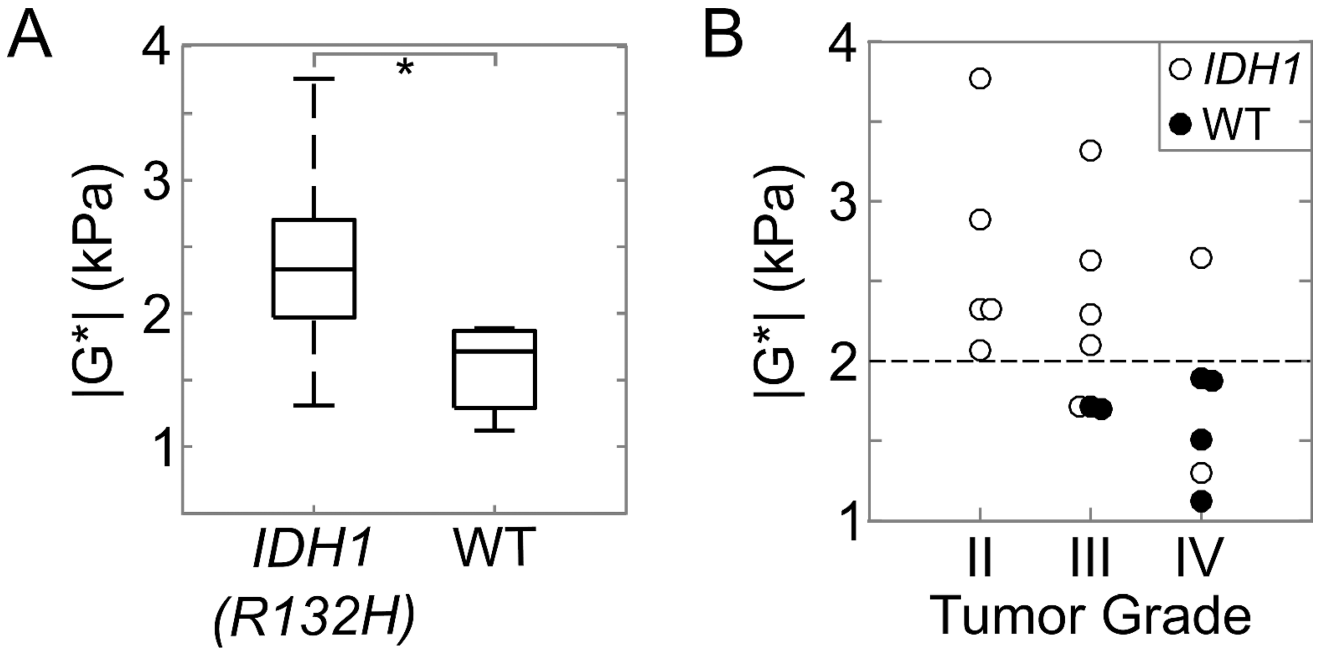 A
4
3
2
1
|G*| (kPa)
*
IDH1
(R132H)
WT
B
4
3
2
1
|G*| (kPa)
IDH1
WT
II
III
IV
Tumor Grade